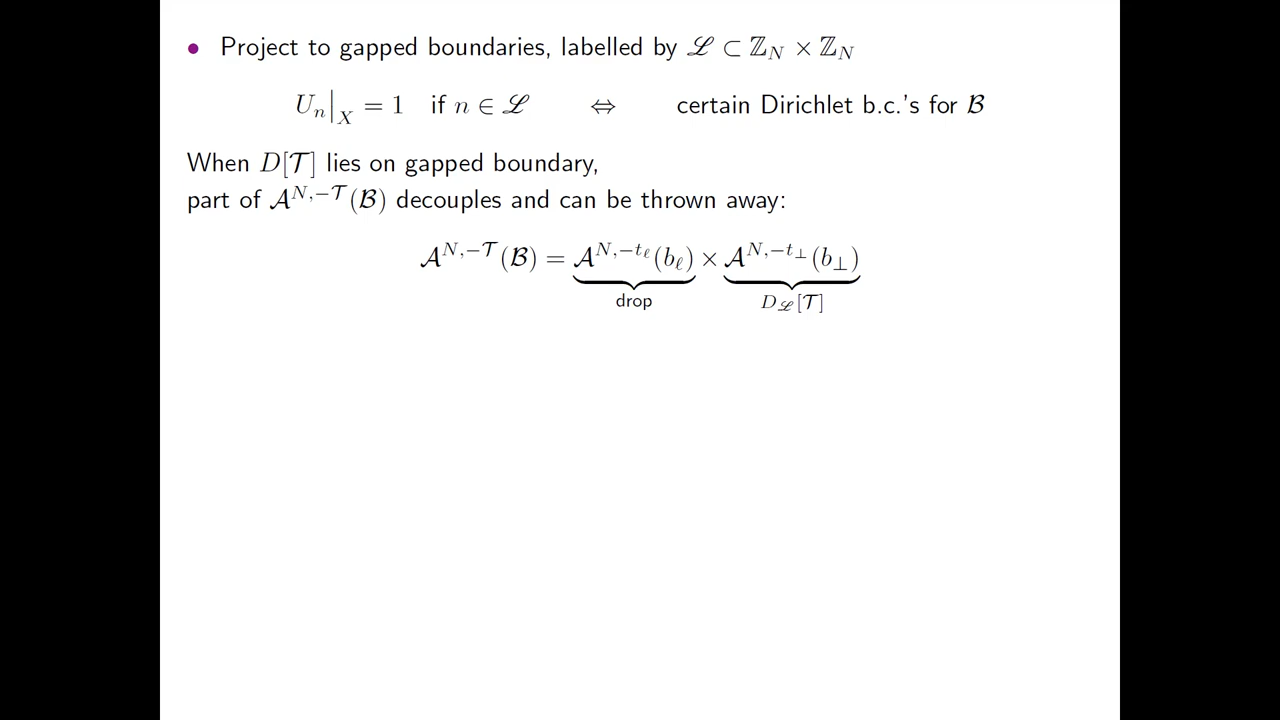 • Project to gapped boundaries, labelled by ℒ ⊂ ℤ_N × ℤ_N
U_n|_X = 1 if n ∈ ℒ ⇔ certain Dirichlet b.c.'s for ℬ
When D[𝒯] lies on gapped boundary,
part of 𝒜^{N,−𝒯}(ℬ) decouples and can be thrown away:
𝒜^{N,−𝒯}(ℬ) = 𝒜^{N,−t_ℓ}(b_ℓ) × 𝒜^{N,−t_⊥}(b_⊥)
drop D_ℒ[𝒯]